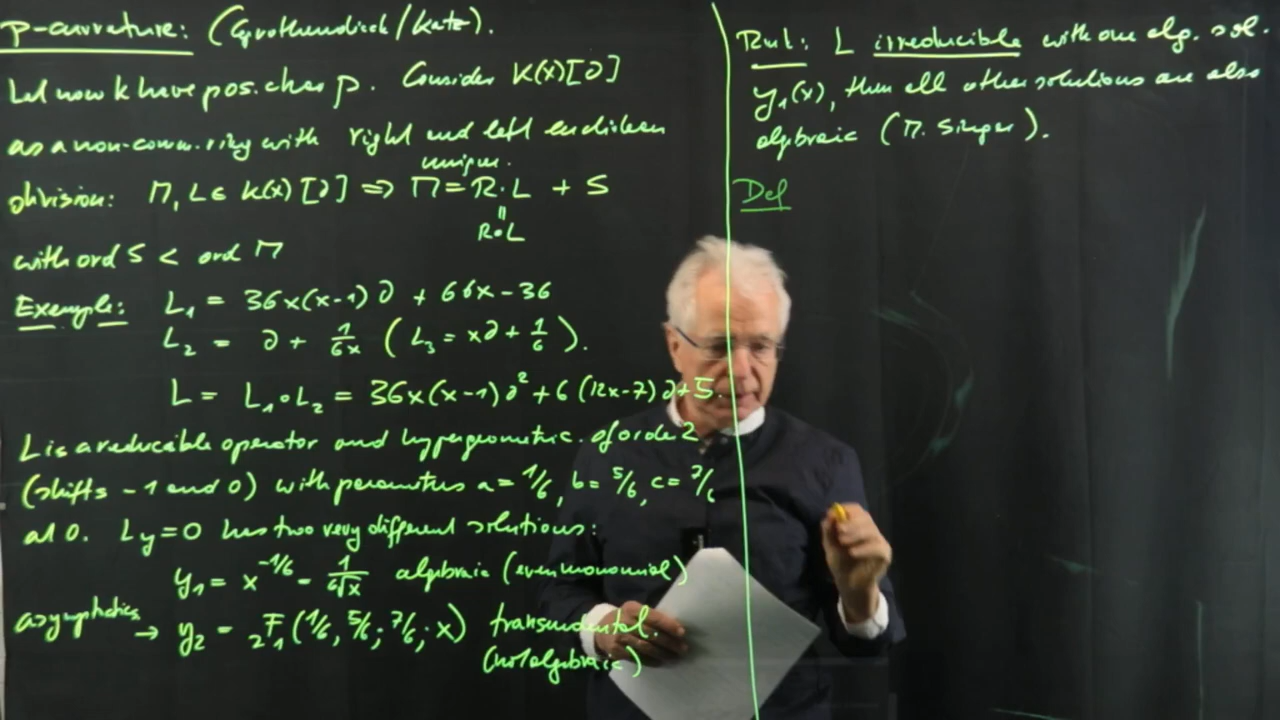 p-curvature: (Grothendieck/Katz).
Let now k have pos. char p. Consider K(x)[∂]
as a non-comm. ring with right and left euclidean
unique.
division: M, L ∈ K(x)[∂] ⇒ M = R·L + S
"
R∘L
with ord S < ord M
Example: L₁ = 36x(x-1)∂ + 66x-36
L₂ = ∂ + 1/6x (L₃ = x∂ + 1/6).
L = L₁∘L₂ = 36x(x-1)∂² + 6(12x-7)∂+5.
L is a reducible operator and hypergeometric. of order 2
(shifts -1 and 0) with parameters a = 1/6, b = 5/6, c = 7/6
at 0. Ly=0 has two very different solutions:
y₁ = x^{-1/6} = 1/⁶√x algebraic (even monomial)
asymptotics → y₂ = ₂F₁(1/6, 5/6; 7/6; x) transcendental.
(not algebraic)
Rmk: L irreducible with one alg. sol.
y₁(x), then all other solutions are also
algebraic (M. Singer).
Def